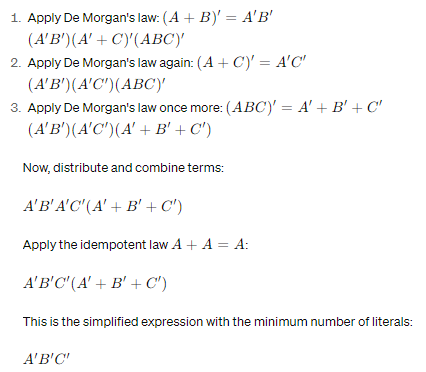 1. Apply De Morgan's law: (A + B)′ = A′B′
(A′B′)(A′ + C)′(ABC)′
2. Apply De Morgan's law again: (A + C)′ = A′C′
(A′B′)(A′C′)(ABC)′
3. Apply De Morgan's law once more: (ABC)′ = A′ + B′ + C′
(A′B′)(A′C′)(A′ + B′ + C′)
Now, distribute and combine terms:
A′B′A′C′(A′ + B′ + C′)
Apply the idempotent law A + A = A:
A′B′C′(A′ + B′ + C′)
This is the simplified expression with the minimum number of literals:
A′B′C′